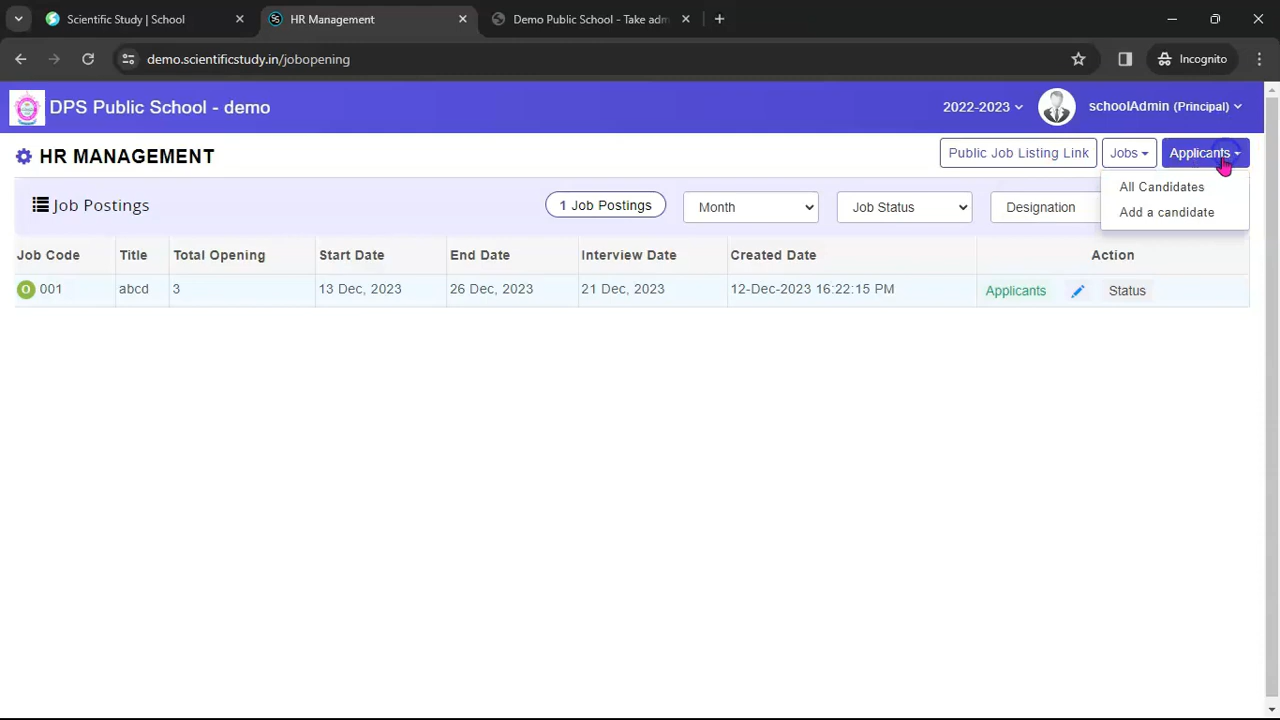 Scientific Study | School
HR Management
Demo Public School - Take adm
demo.scientificstudy.in/jobopening
Incognito
DPS Public School - demo
2022-2023
schoolAdmin (Principal)
HR MANAGEMENT
Public Job Listing Link
Jobs
Applicants
All Candidates
Add a candidate
Job Postings
1 Job Postings
Month
Job Status
Designation
Job Code Title Total Opening Start Date End Date Interview Date Created Date Action
O 001 abcd 3 13 Dec, 2023 26 Dec, 2023 21 Dec, 2023 12-Dec-2023 16:22:15 PM Applicants Status